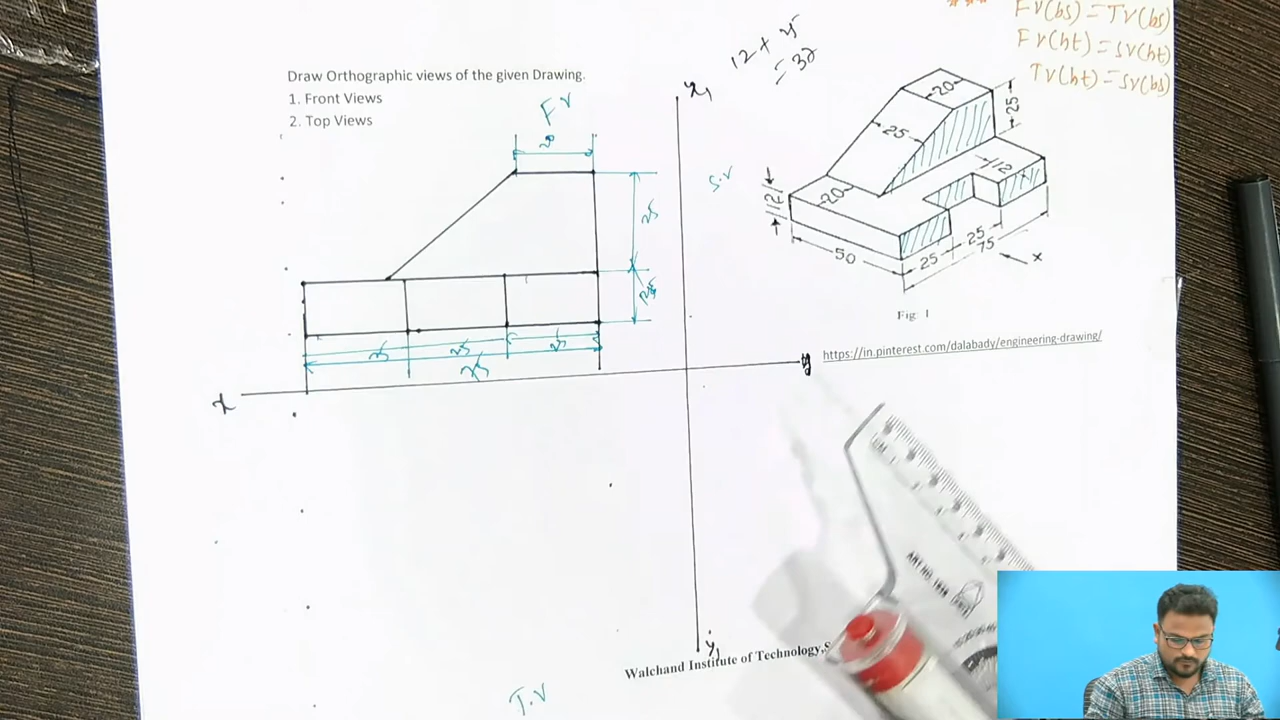 Draw Orthographic views of the given Drawing.
1. Front Views
2. Top Views
FV
20
25
25
25
25
75
x
y
x1
y1
S.V
T.V
12 + 25
= 37
FV(bs) = TV(bs)
FV(ht) = SV(ht)
TV(ht) = SV(bs)
20
25
25
12
20
12
50
25
25
75
X
Fig 1
https://in.pinterest.com/dalabady/engineering-drawing/
Walchand Institute of Technology,S